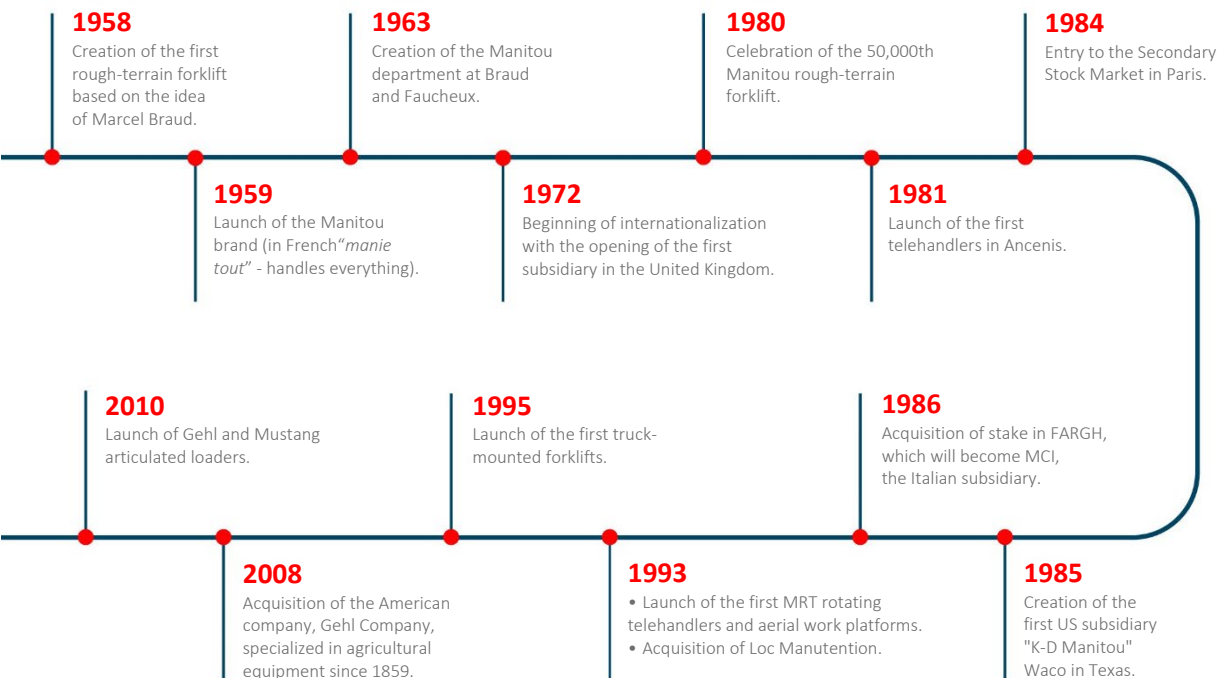 1958
Creation of the first
rough-terrain forklift
based on the idea
of Marcel Braud.
1959
Launch of the Manitou
brand (in French“manie
tout” - handles everything).
1963
Creation of the Manitou
department at Braud
and Faucheux.
1972
Beginning of internationalization
with the opening of the first
subsidiary in the United Kingdom.
1980
Celebration of the 50,000th
Manitou rough-terrain
forklift.
1981
Launch of the first
telehandlers in Ancenis.
1984
Entry to the Secondary
Stock Market in Paris.
1985
Creation of the
first US subsidiary
"K-D Manitou"
Waco in Texas.
1986
Acquisition of stake in FARGH,
which will become MCI,
the Italian subsidiary.
1993
• Launch of the first MRT rotating
telehandlers and aerial work platforms.
• Acquisition of Loc Manutention.
1995
Launch of the first truck-
mounted forklifts.
2008
Acquisition of the American
company, Gehl Company,
specialized in agricultural
equipment since 1859.
2010
Launch of Gehl and Mustang
articulated loaders.